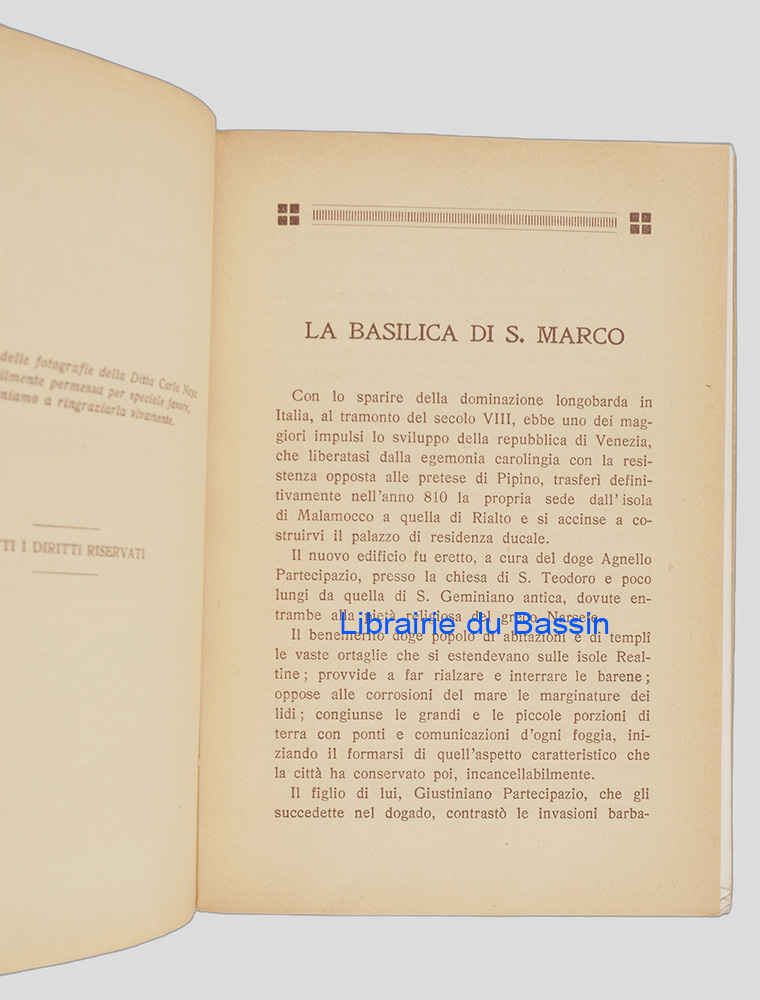 delle fotografie della Ditta Carlo Naya
ilmente permessa per speciale favore,
niamo a ringraziarla vivamente.
TI I DIRITTI RISERVATI
LA BASILICA DI S. MARCO
Con lo sparire della dominazione longobarda in
Italia, al tramonto del secolo VIII, ebbe uno dei mag-
giori impulsi lo sviluppo della repubblica di Venezia,
che liberatasi dalla egemonia carolingia con la resi-
stenza opposta alle pretese di Pipino, trasferì defini-
tivamente nell'anno 810 la propria sede dall'isola
di Malamocco a quella di Rialto e si accinse a co-
struirvi il palazzo di residenza ducale.
Il nuovo edificio fu eretto, a cura del doge Agnello
Partecipazio, presso la chiesa di S. Teodoro e poco
lungi da quella di S. Geminiano antica, dovute en-
trambe alla pietà religiosa del greco
Librairie du Bassin
Il benemerito doge popolò di abitazioni e di templî
le vaste ortaglie che si estendevano sulle isole Real-
tine; provvide a far rialzare e interrare le barene;
oppose alle corrosioni del mare le marginature dei
lidi; congiunse le grandi e le piccole porzioni di
terra con ponti e comunicazioni d'ogni foggia, ini-
ziando il formarsi di quell'aspetto caratteristico che
la città ha conservato poi, incancellabilmente.
Il figlio di lui, Giustiniano Partecipazio, che gli
succedette nel dogado, contrastò le invasioni barba-